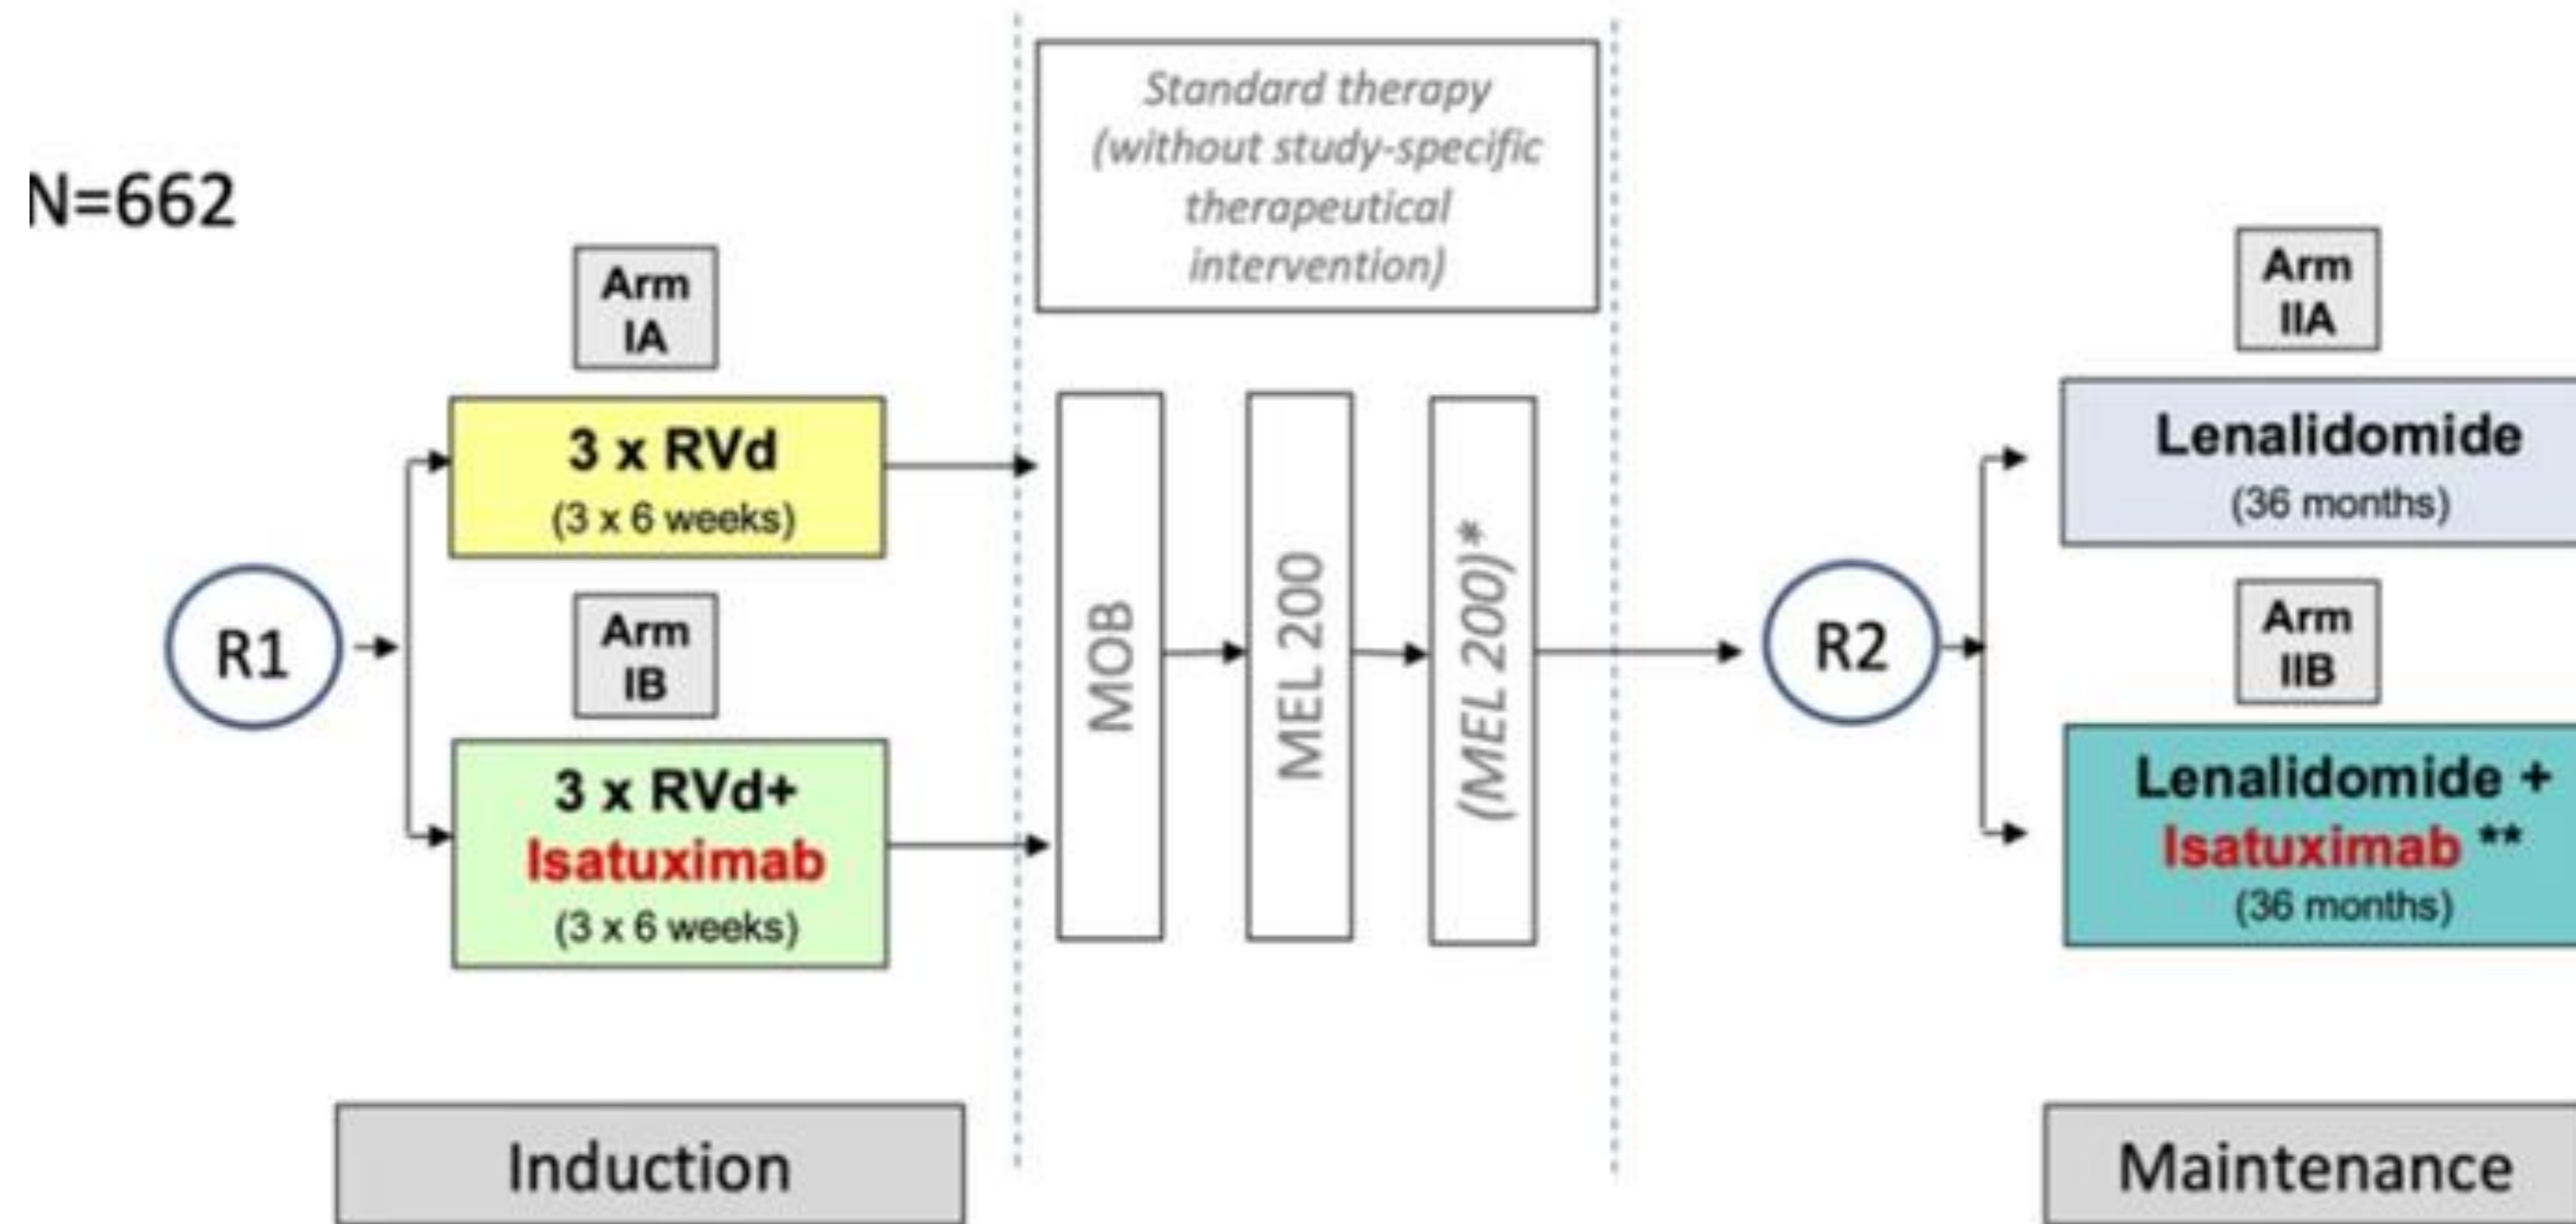 N=662
Arm
IA
3 x RVd
(3 x 6 weeks)
R1
Arm
IB
3 x RVd+
Isatuximab
(3 x 6 weeks)
Induction
Standard therapy
(without study-specific
therapeutical
intervention)
MOB
MEL 200
(MEL 200)*
R2
Arm
IIA
Lenalidomide
(36 months)
Arm
IIB
Lenalidomide +
Isatuximab **
(36 months)
Maintenance